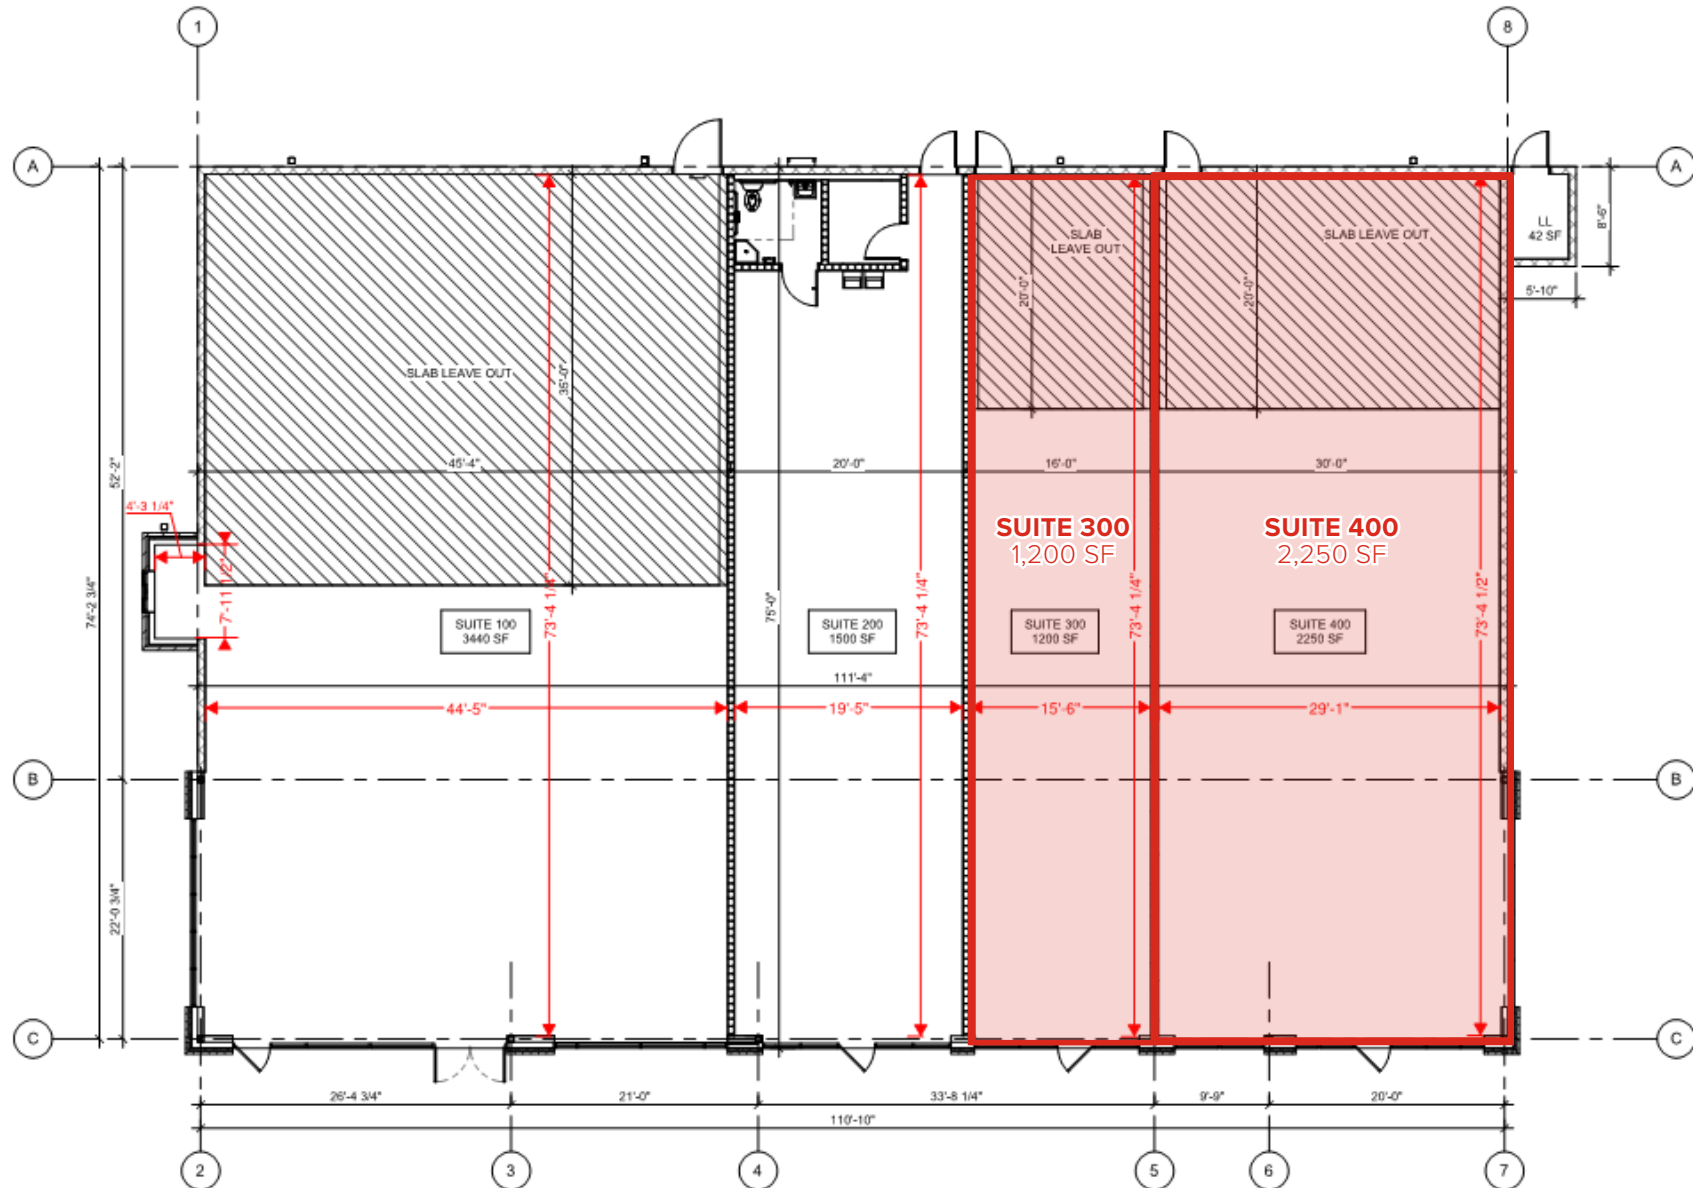 1
8
A
A
SLAB LEAVE OUT
35'-0"
SLAB
LEAVE OUT
20'-0"
SLAB LEAVE OUT
20'-0"
LL
42 SF
8'-6"
5'-10"
52'-2"
74'-2 3/4"
22'-0 3/4"
45'-4"
20'-0"
16'-0"
30'-0"
4'-3 1/4"
7'-11 1/2"
SUITE 300
1,200 SF
SUITE 400
2,250 SF
73'-4 1/4"
75'-0"
73'-4 1/4"
73'-4 1/4"
73'-4 1/2"
SUITE 100
3440 SF
SUITE 200
1500 SF
SUITE 300
1200 SF
SUITE 400
2250 SF
111'-4"
44'-5"
19'-5"
15'-6"
29'-1"
B
B
C
C
26'-4 3/4"
21'-0"
33'-8 1/4"
9'-9"
20'-0"
110'-10"
2
3
4
5
6
7